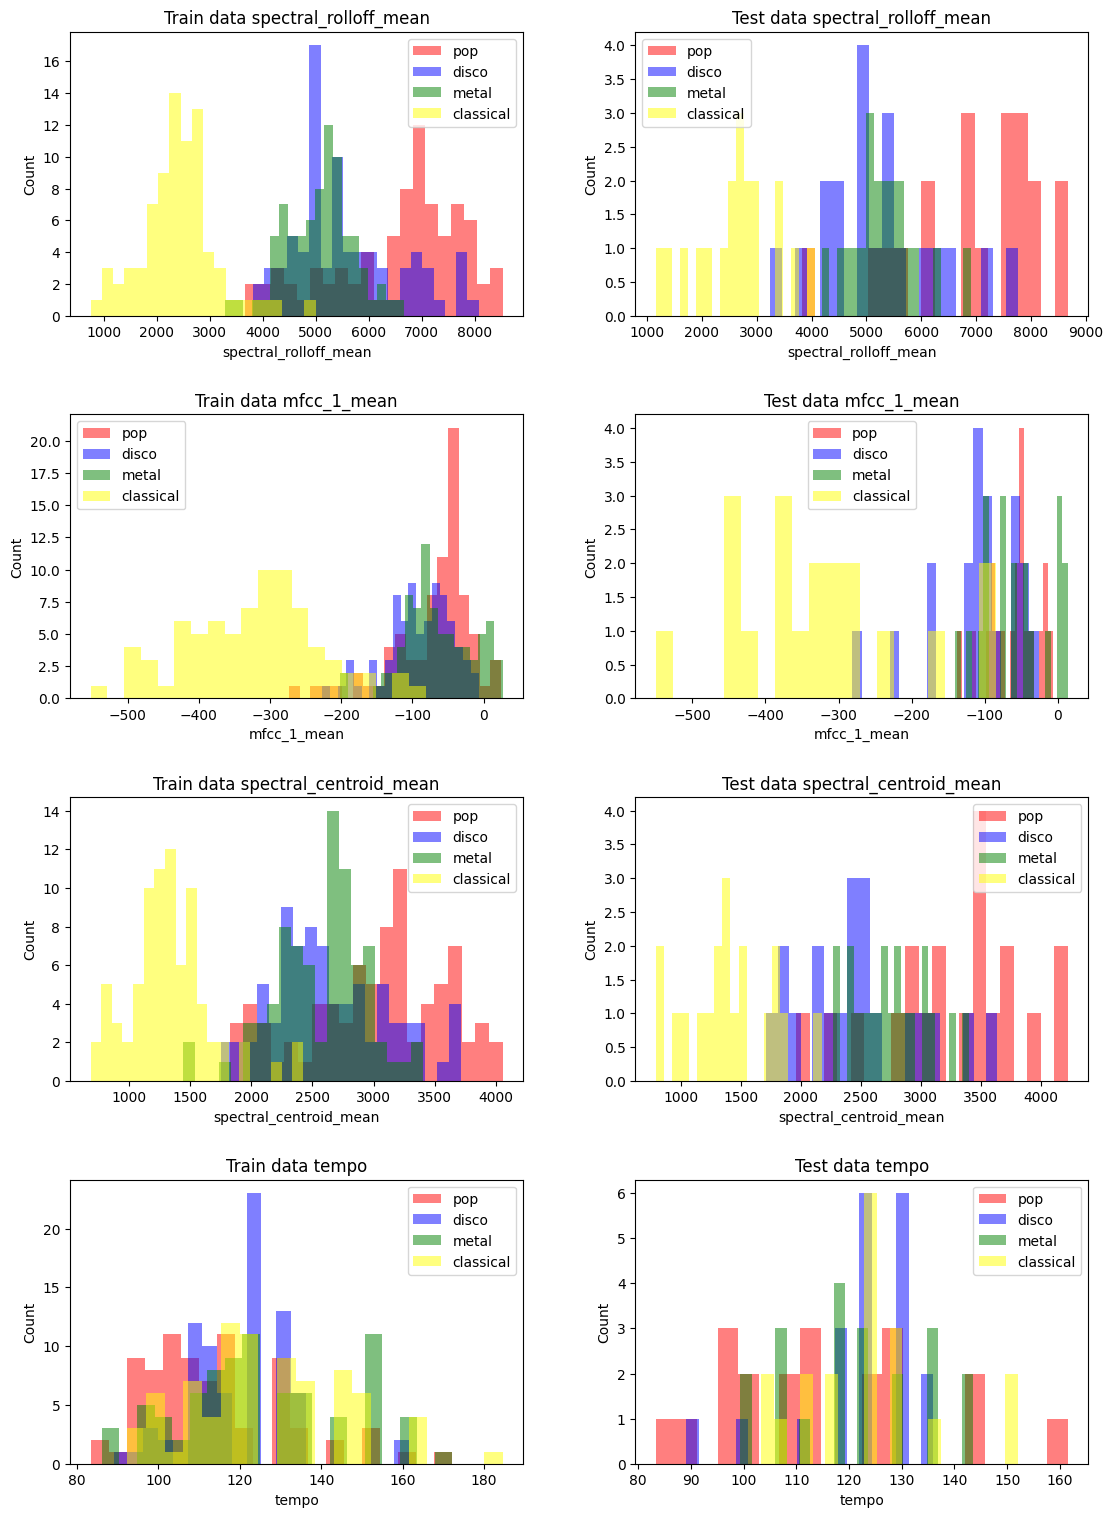 Train data spectral_rolloff_mean
Count
16
14
12
10
8
6
4
2
0
pop
disco
metal
classical
1000 2000 3000 4000 5000 6000 7000 8000
spectral_rolloff_mean
Test data spectral_rolloff_mean
Count
4.0
3.5
3.0
2.5
2.0
1.5
1.0
0.5
0.0
pop
disco
metal
classical
1000 2000 3000 4000 5000 6000 7000 8000 9000
spectral_rolloff_mean
Train data mfcc_1_mean
Count
20.0
17.5
15.0
12.5
10.0
7.5
5.0
2.5
0.0
pop
disco
metal
classical
−500 −400 −300 −200 −100 0
mfcc_1_mean
Test data mfcc_1_mean
Count
4.0
3.5
3.0
2.5
2.0
1.5
1.0
0.5
0.0
pop
disco
metal
classical
−500 −400 −300 −200 −100 0
mfcc_1_mean
Train data spectral_centroid_mean
Count
14
12
10
8
6
4
2
0
pop
disco
metal
classical
1000 1500 2000 2500 3000 3500 4000
spectral_centroid_mean
Test data spectral_centroid_mean
Count
4.0
3.5
3.0
2.5
2.0
1.5
1.0
0.5
0.0
pop
disco
metal
classical
1000 1500 2000 2500 3000 3500 4000
spectral_centroid_mean
Train data tempo
Count
20
15
10
5
0
pop
disco
metal
classical
80 100 120 140 160 180
tempo
Test data tempo
Count
6
5
4
3
2
1
0
pop
disco
metal
classical
80 90 100 110 120 130 140 150 160
tempo